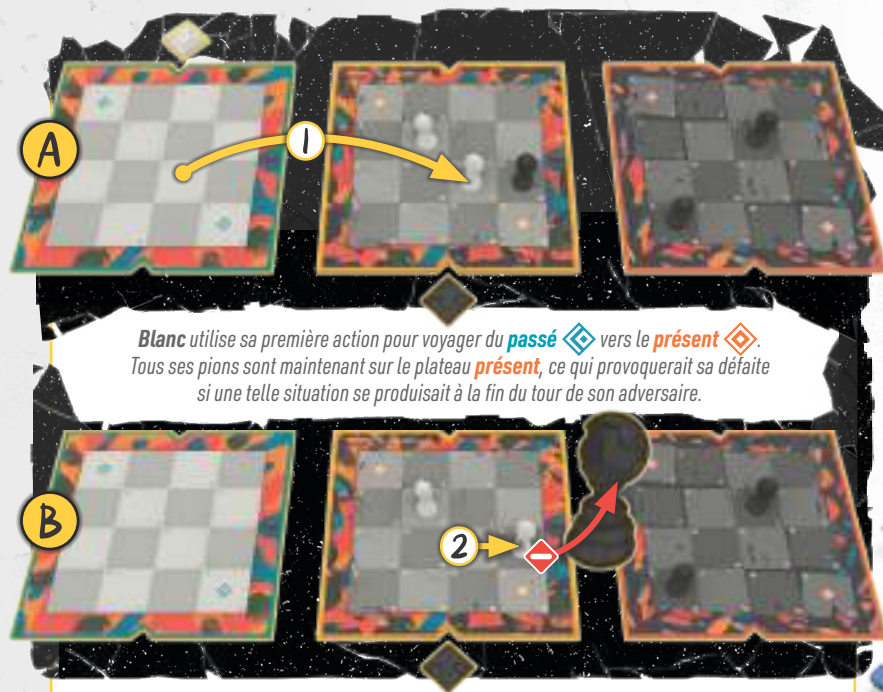 A
1
Blanc utilise sa première action pour voyager du passé vers le présent.
Tous ses pions sont maintenant sur le plateau présent, ce qui provoquerait sa défaite
si une telle situation se produisait à la fin du tour de son adversaire.
B
2